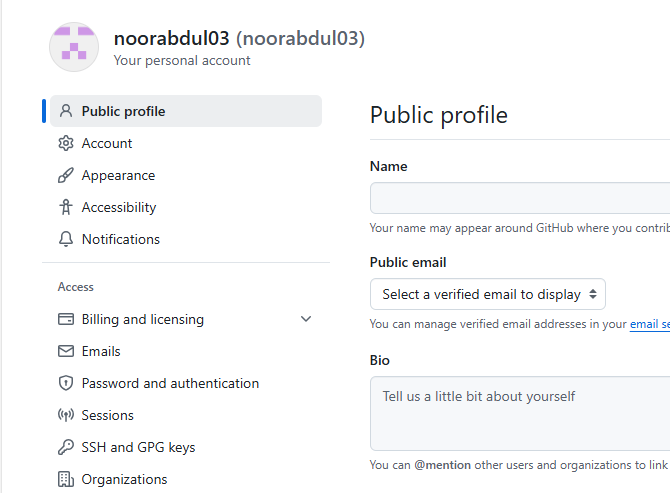 noorabdul03 (noorabdul03)
Your personal account
Public profile
Account
Appearance
Accessibility
Notifications
Access
Billing and licensing
Emails
Password and authentication
Sessions
SSH and GPG keys
Organizations
Public profile
Name
Your name may appear around GitHub where you contrib
Public email
Select a verified email to display
You can manage verified email addresses in your email se
Bio
Tell us a little bit about yourself
You can @mention other users and organizations to link